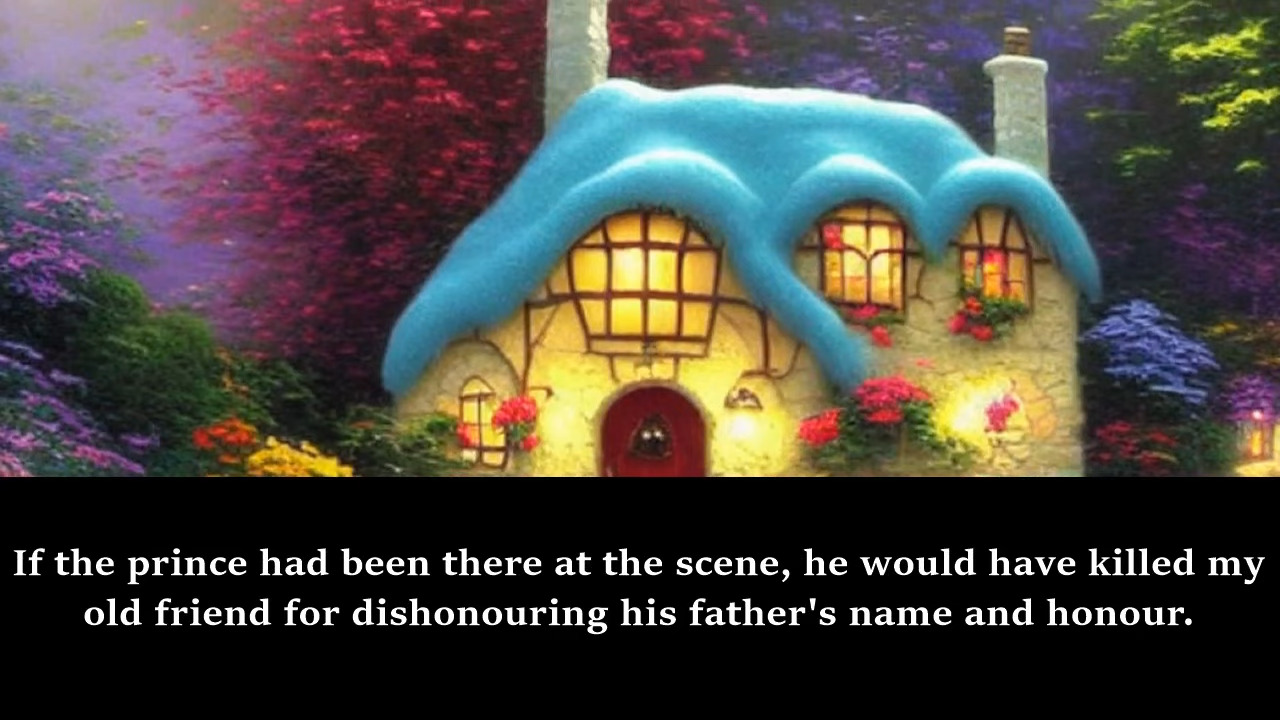 If the prince had been there at the scene, he would have killed my
old friend for dishonouring his father's name and honour.